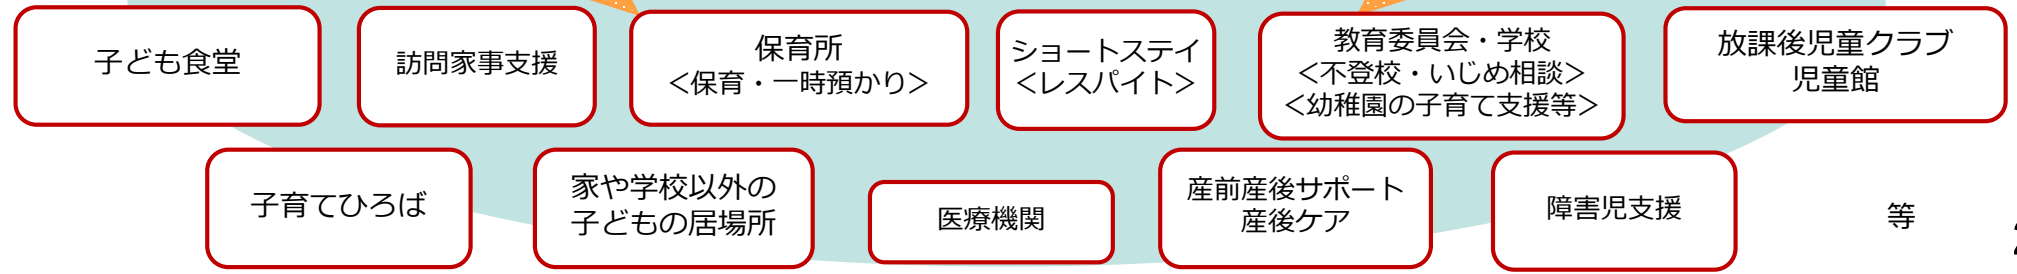 子ども食堂
訪問家事支援
保育所
<保育・一時預かり>
ショートステイ
<レスパイト>
教育委員会・学校
<不登校・いじめ相談>
<幼稚園の子育て支援等>
放課後児童クラブ
児童館
子育てひろば
家や学校以外の
子どもの居場所
医療機関
産前産後サポート
産後ケア
障害児支援
等